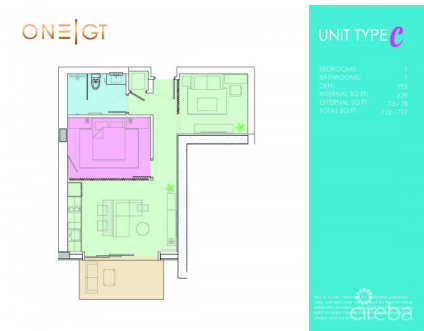 ONE|GT
UNIT TYPE C
BEDROOMS: 1
BATHROOMS: 1
DEN: YES
INTERNAL SQ FT: 639
EXTERNAL SQ FT: 73 - 78
TOTAL SQ FT: 712 - 717
cireba